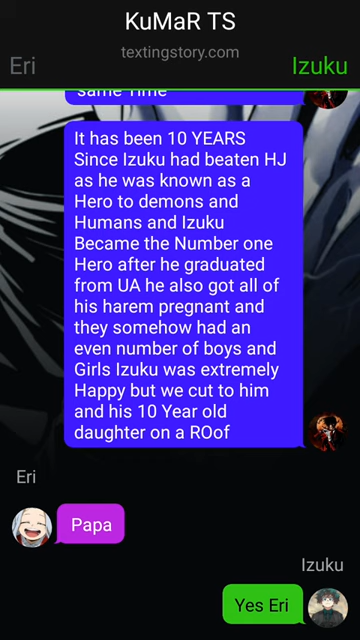 KuMaR TS
textingstory.com
Eri
Izuku
same Time
It has been 10 YEARS
Since Izuku had beaten HJ
as he was known as a
Hero to demons and
Humans and Izuku
Became the Number one
Hero after he graduated
from UA he also got all of
his harem pregnant and
they somehow had an
even number of boys and
Girls Izuku was extremely
Happy but we cut to him
and his 10 Year old
daughter on a ROof
Eri
Papa
Izuku
Yes Eri